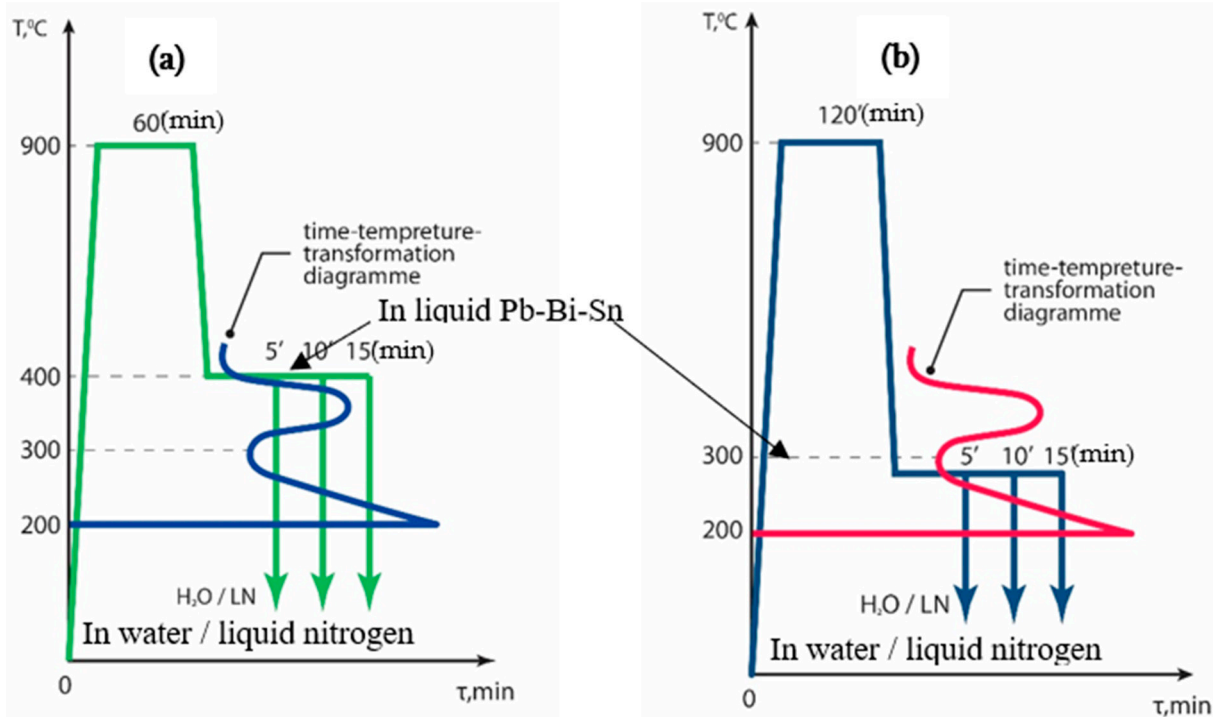 T,⁰C
(a)
60(min)
900
time-tempreture-
transformation
diagramme
In liquid Pb-Bi-Sn
5′ 10′ 15(min)
400
300
200
H₂O / LN
In water / liquid nitrogen
0
τ,min
T,⁰C
(b)
120′(min)
900
time-tempreture-
transformation
diagramme
300
5′ 10′ 15′(min)
200
H₂O / LN
In water / liquid nitrogen
0
τ,min